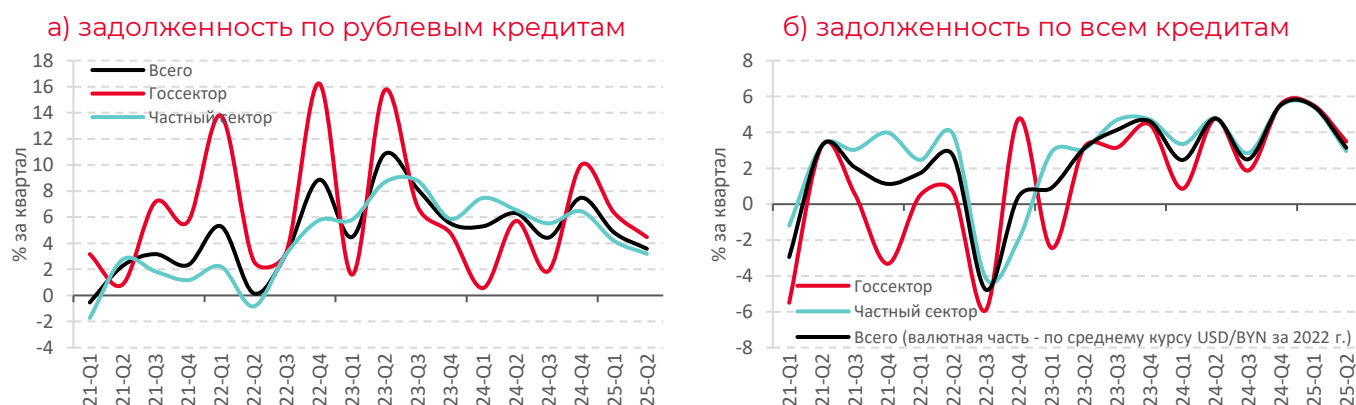 а) задолженность по рублевым кредитам
% за квартал
18
16
14
12
10
8
6
4
2
0
-2
-4
Всего
Госсектор
Частный сектор
21-Q1
21-Q2
21-Q3
21-Q4
22-Q1
22-Q2
22-Q3
22-Q4
23-Q1
23-Q2
23-Q3
23-Q4
24-Q1
24-Q2
24-Q3
24-Q4
25-Q1
25-Q2
б) задолженность по всем кредитам
% за квартал
8
6
4
2
0
-2
-4
-6
-8
Госсектор
Частный сектор
Всего (валютная часть - по среднему курсу USD/BYN за 2022 г.)
21-Q1
21-Q2
21-Q3
21-Q4
22-Q1
22-Q2
22-Q3
22-Q4
23-Q1
23-Q2
23-Q3
23-Q4
24-Q1
24-Q2
24-Q3
24-Q4
25-Q1
25-Q2